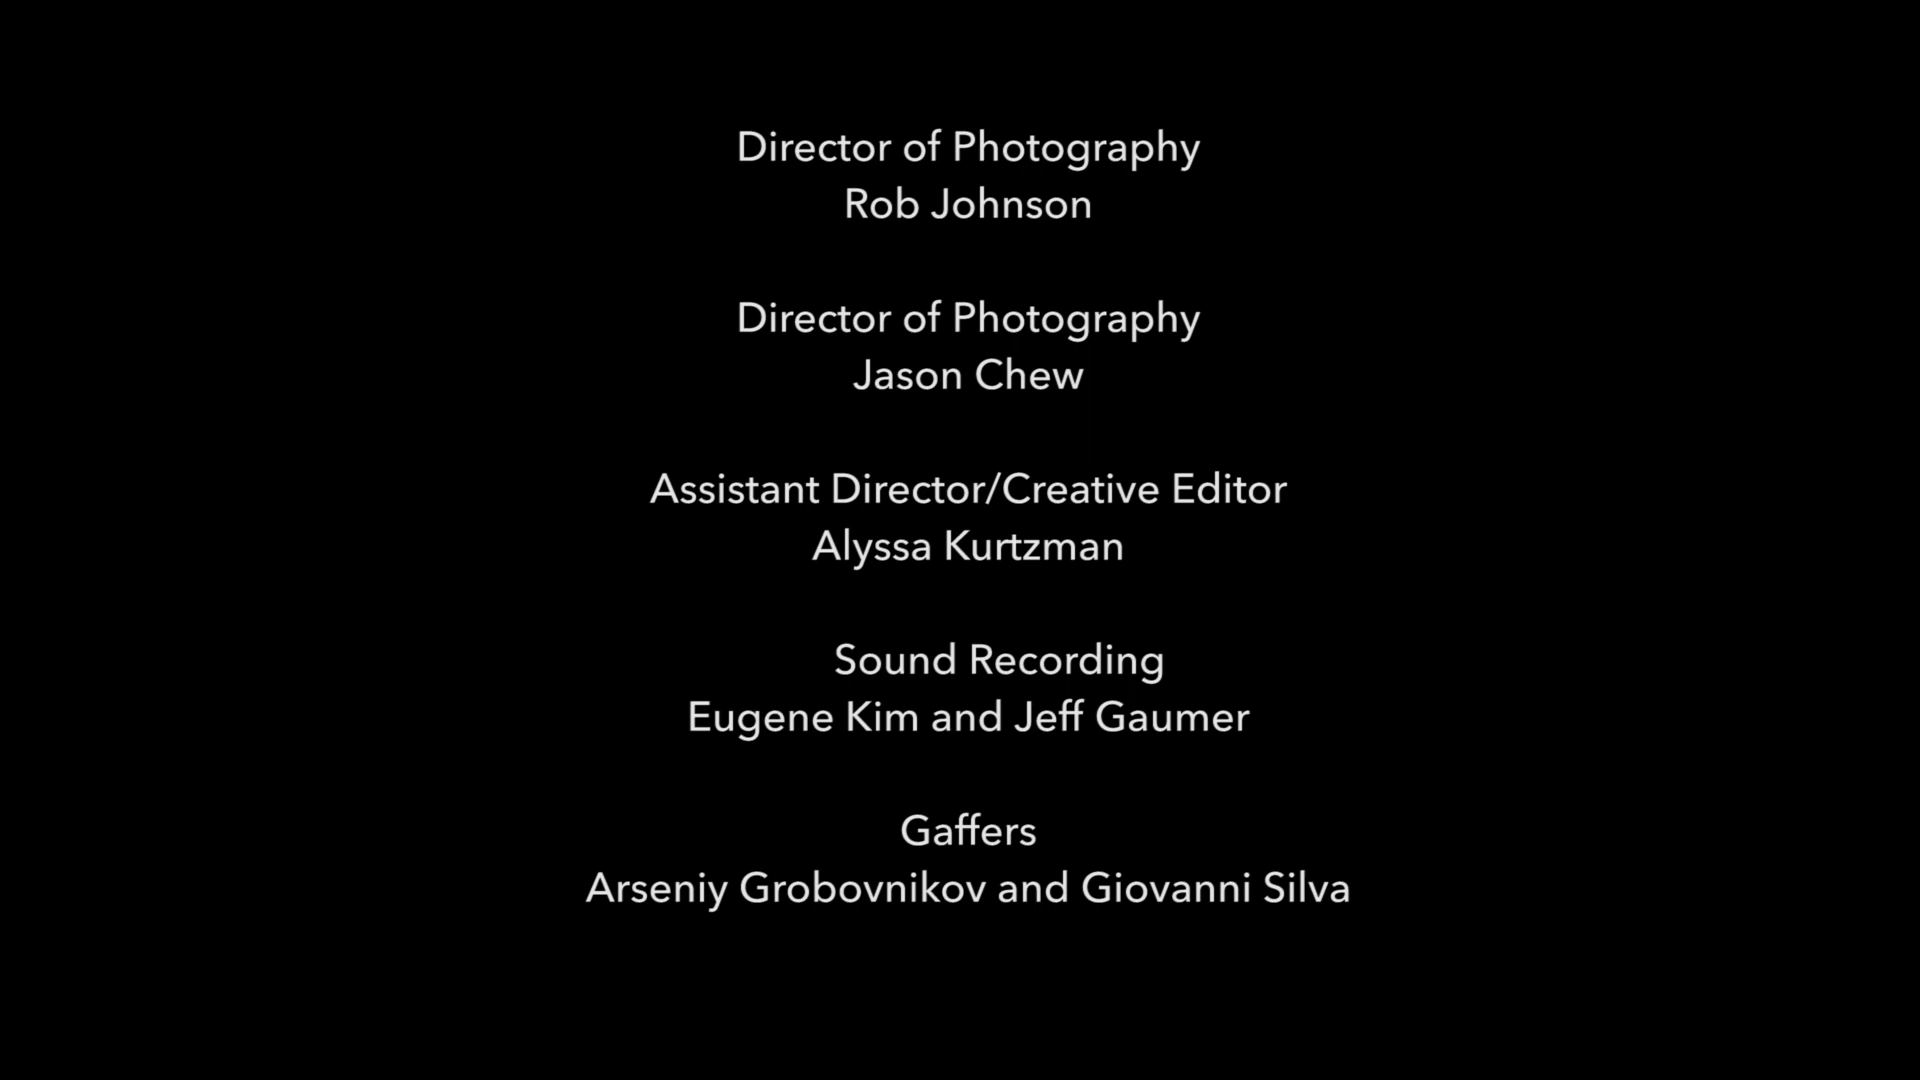 Director of Photography
Rob Johnson
Director of Photography
Jason Chew
Assistant Director/Creative Editor
Alyssa Kurtzman
Sound Recording
Eugene Kim and Jeff Gaumer
Gaffers
Arseniy Grobovnikov and Giovanni Silva